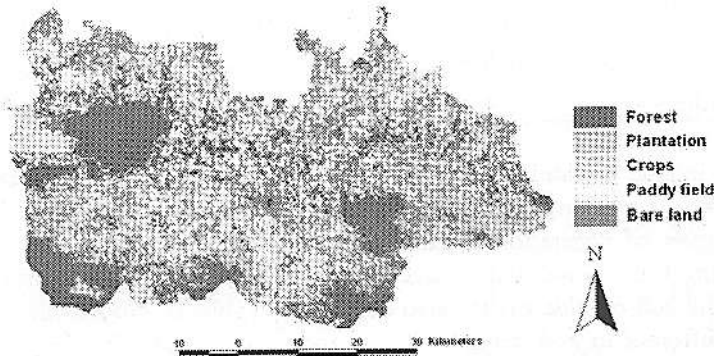 Forest
Plantation
Crops
Paddy field
Bare land
N
10 0 10 20 30 Kilometers